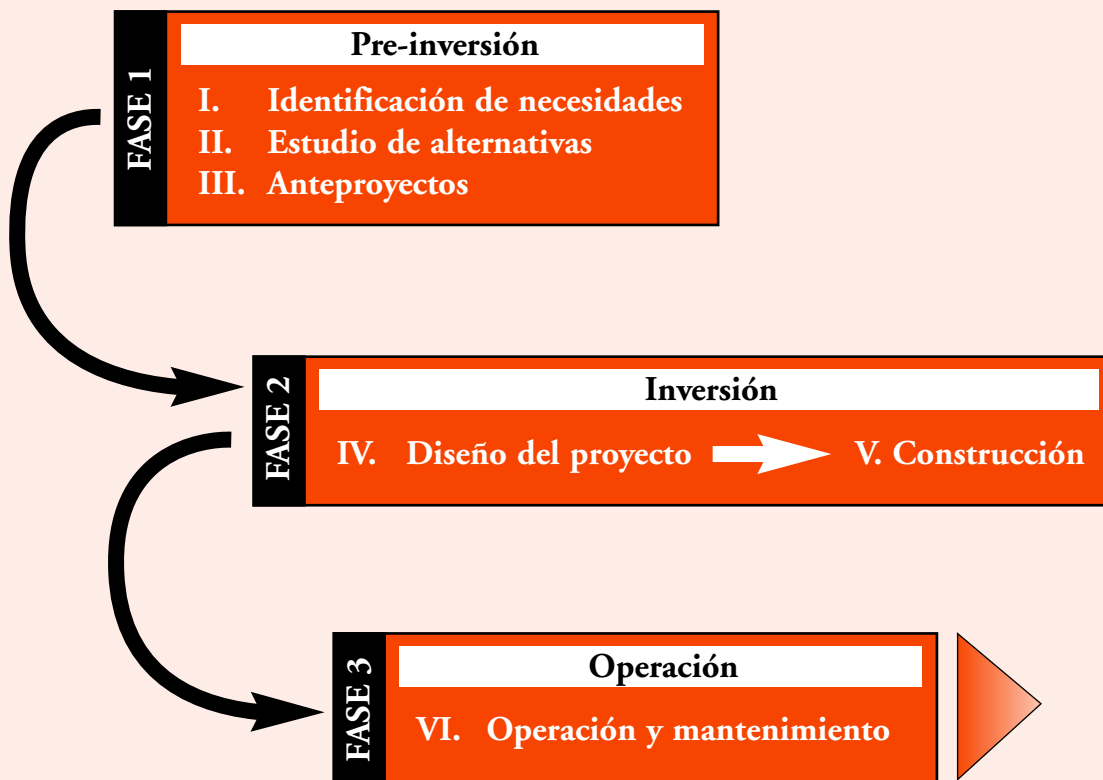 FASE 1
Pre-inversión
I. Identificación de necesidades
II. Estudio de alternativas
III. Anteproyectos
FASE 2
Inversión
IV. Diseño del proyecto V. Construcción
FASE 3
Operación
VI. Operación y mantenimiento